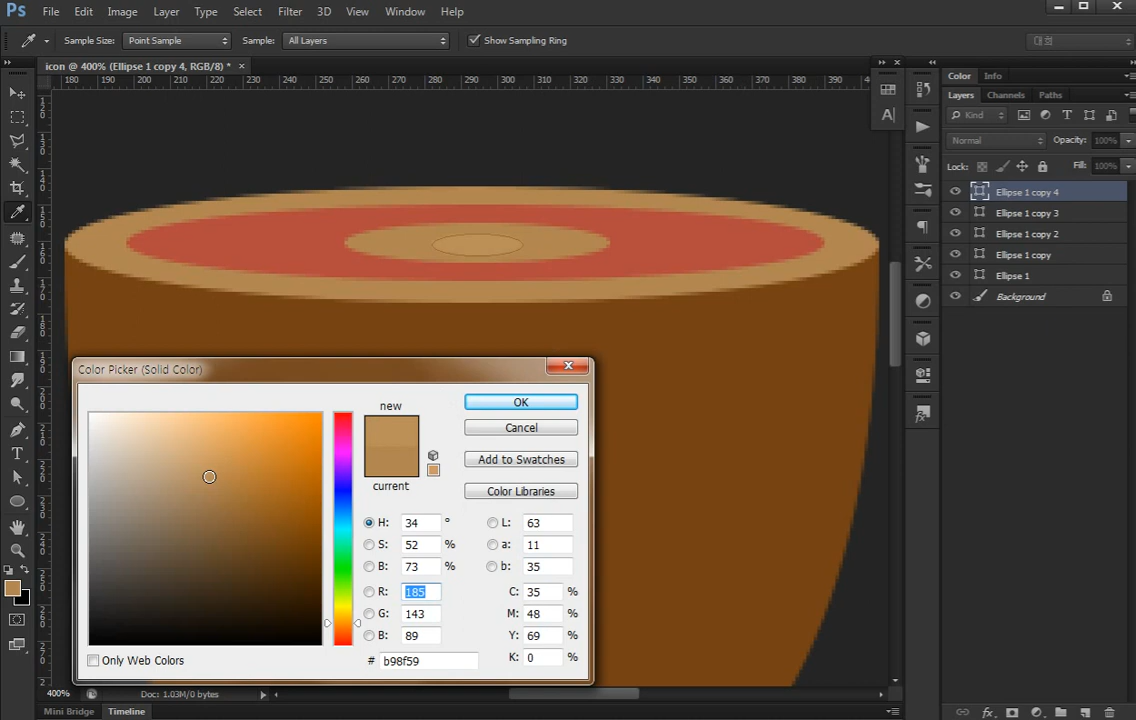 Ps File Edit Image Layer Type Select Filter 3D View Window Help
Sample Size: Point Sample Sample: All Layers Show Sampling Ring
icon @ 400% (Ellipse 1 copy 4, RGB/8) * ×
180 190 200 210 220 230 240 250 260 270 280 290 300 310 320 330 340 350 360 370 380 390
Color Info
Layers Channels Paths
Kind
Normal Opacity: 100%
Lock: Fill: 100%
Ellipse 1 copy 4
Ellipse 1 copy 3
Ellipse 1 copy 2
Ellipse 1 copy
Ellipse 1
Background
Color Picker (Solid Color)
new
current
OK
Cancel
Add to Swatches
Color Libraries
H: 34 ° L: 63
S: 52 % a: 11
B: 73 % b: 35
R: 185 C: 35 %
G: 143 M: 48 %
B: 89 Y: 69 %
# b98f59 K: 0 %
Only Web Colors
400% Doc: 1.03M/0 bytes
Mini Bridge Timeline